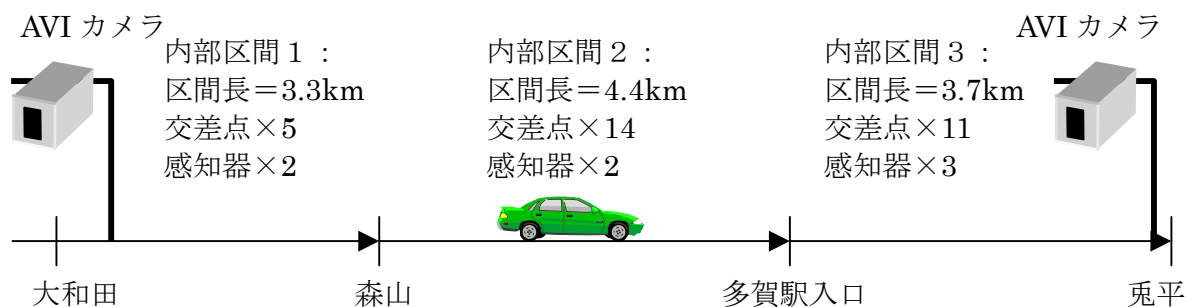 AVI カメラ
内部区間１：
区間長＝3.3km
交差点×5
感知器×2
内部区間２：
区間長＝4.4km
交差点×14
感知器×2
内部区間３：
区間長＝3.7km
交差点×11
感知器×3
AVI カメラ
大和田
森山
多賀駅入口
兎平